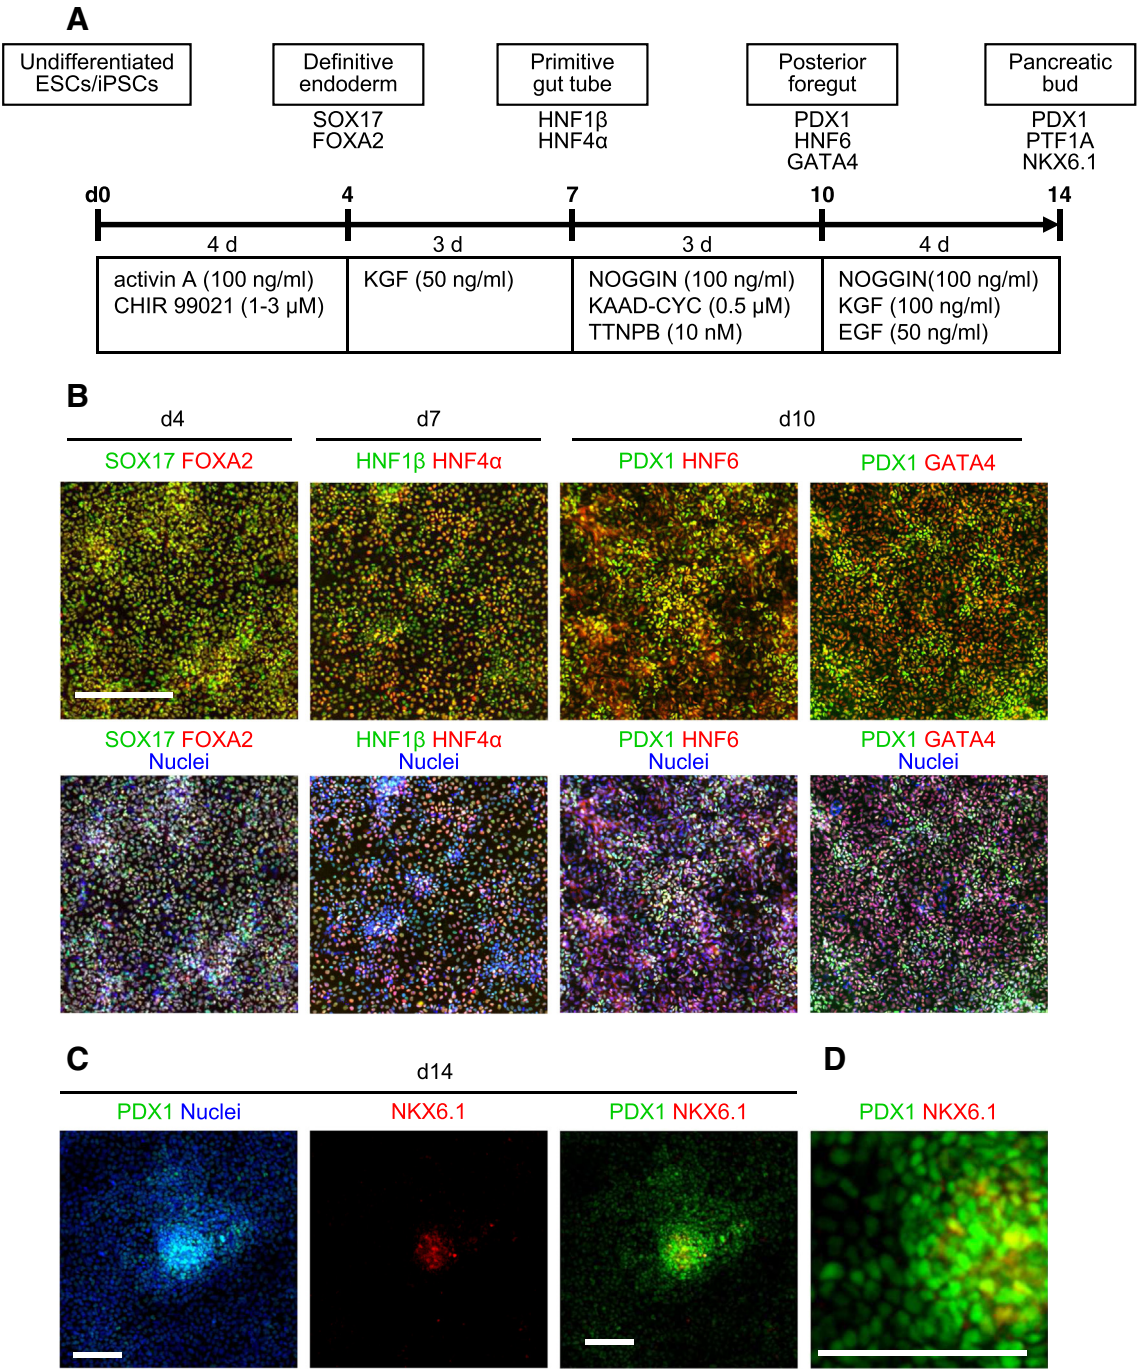 A
Undifferentiated
ESCs/iPSCs
Definitive
endoderm
Primitive
gut tube
Posterior
foregut
Pancreatic
bud
SOX17
FOXA2
HNF1β
HNF4α
PDX1
HNF6
GATA4
PDX1
PTF1A
NKX6.1
d0 4 7 10 14
4 d 3 d 3 d 4 d
activin A (100 ng/ml)
CHIR 99021 (1-3 µM)
KGF (50 ng/ml)
NOGGIN (100 ng/ml)
KAAD-CYC (0.5 µM)
TTNPB (10 nM)
NOGGIN(100 ng/ml)
KGF (100 ng/ml)
EGF (50 ng/ml)
B
d4 d7 d10
SOX17 FOXA2 HNF1β HNF4α PDX1 HNF6 PDX1 GATA4
SOX17 FOXA2 HNF1β HNF4α PDX1 HNF6 PDX1 GATA4
Nuclei Nuclei Nuclei Nuclei
C
d14
D
PDX1 Nuclei NKX6.1 PDX1 NKX6.1 PDX1 NKX6.1